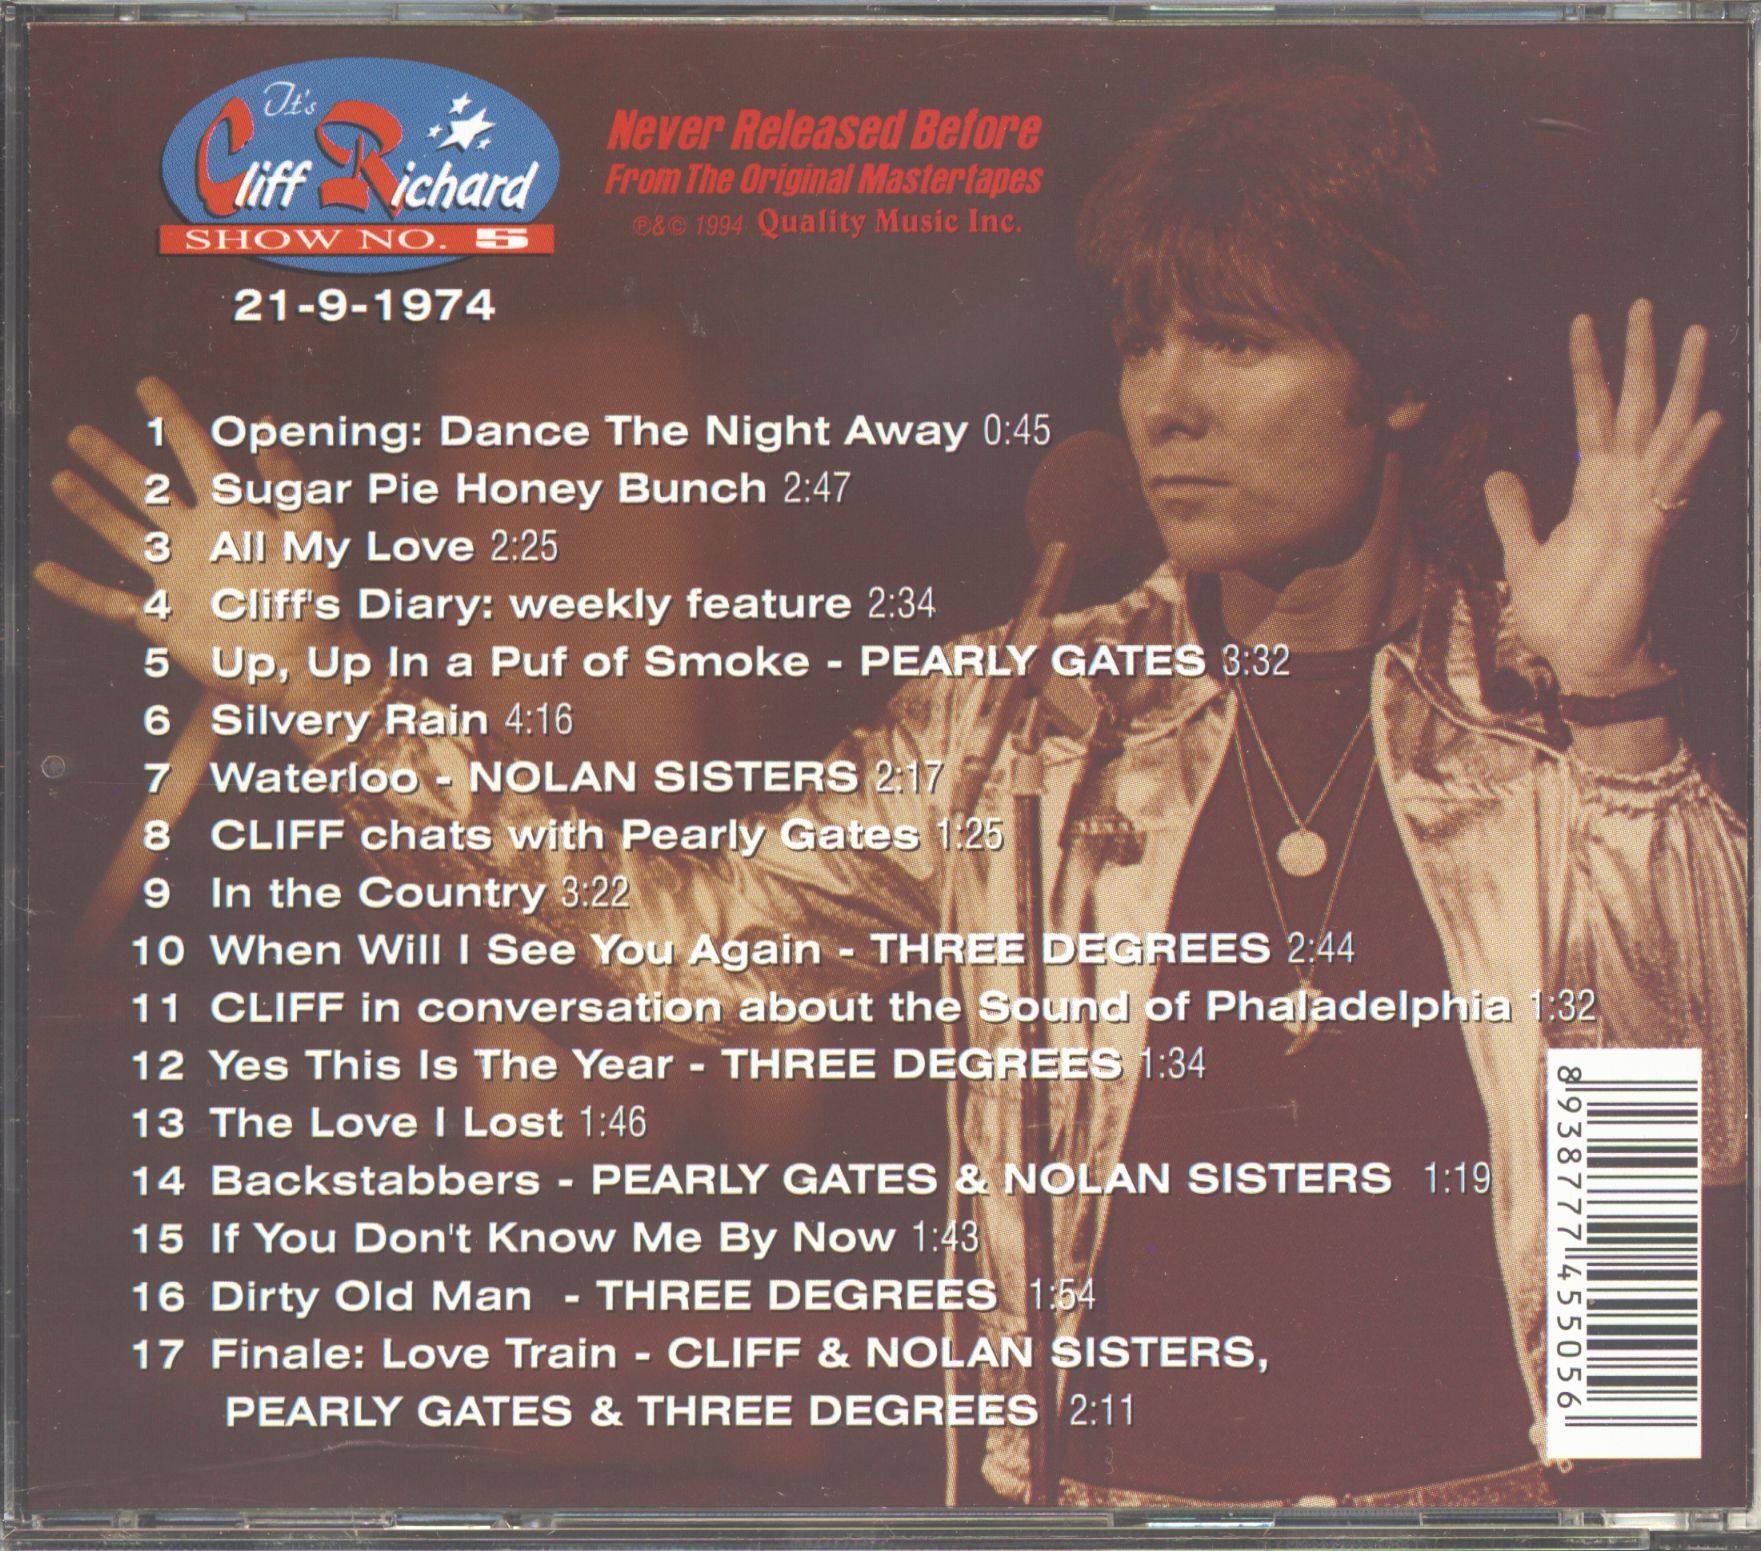 It's
Cliff Richard
SHOW NO. 5
21-9-1974
Never Released Before
From The Original Mastertapes
℗&© 1994 Quality Music Inc.
1 Opening: Dance The Night Away 0:45
2 Sugar Pie Honey Bunch 2:47
3 All My Love 2:25
4 Cliff's Diary: weekly feature 2:34
5 Up, Up In a Puf of Smoke - PEARLY GATES 3:32
6 Silvery Rain 4:16
7 Waterloo - NOLAN SISTERS 2:17
8 CLIFF chats with Pearly Gates 1:25
9 In the Country 3:22
10 When Will I See You Again - THREE DEGREES 2:44
11 CLIFF in conversation about the Sound of Phaladelphia 1:32
12 Yes This Is The Year - THREE DEGREES 1:34
13 The Love I Lost 1:46
14 Backstabbers - PEARLY GATES & NOLAN SISTERS 1:19
15 If You Don't Know Me By Now 1:43
16 Dirty Old Man - THREE DEGREES 1:54
17 Finale: Love Train - CLIFF & NOLAN SISTERS,
PEARLY GATES & THREE DEGREES 2:11
8938777455056